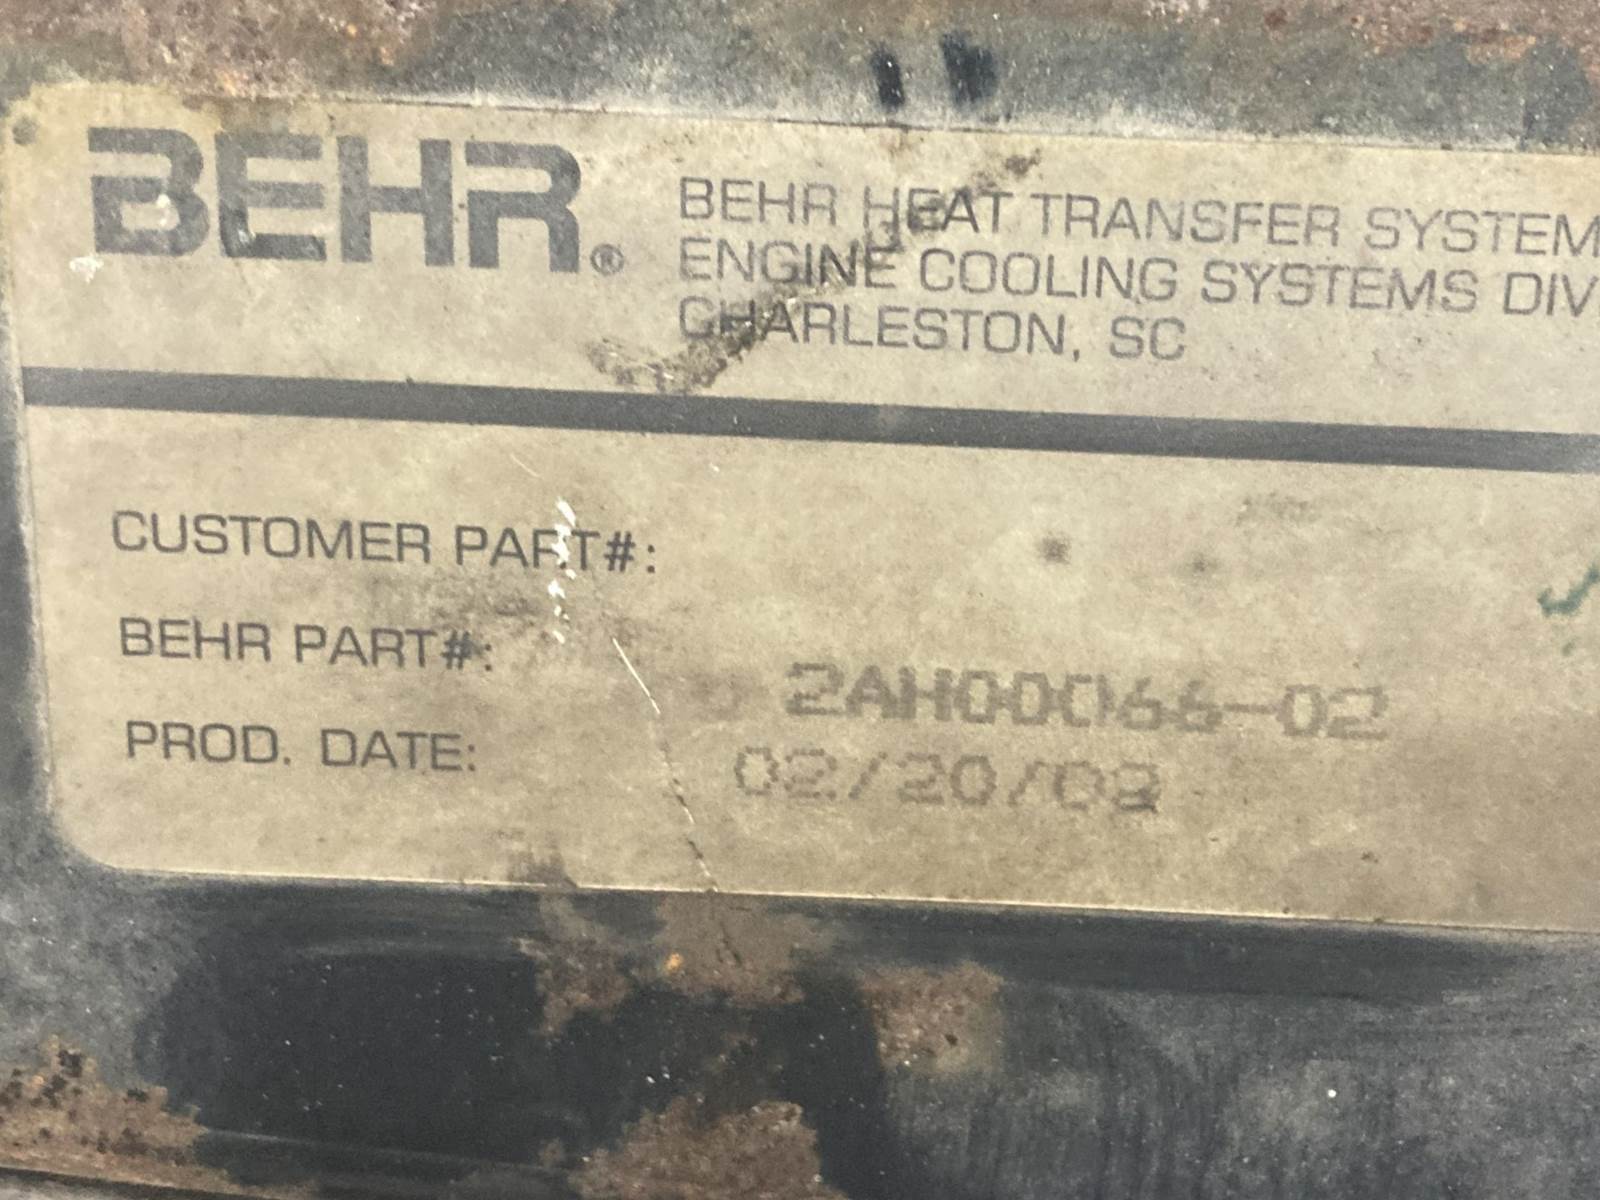 BEHR®
BEHR HEAT TRANSFER SYSTEM
ENGINE COOLING SYSTEMS DIV
CHARLESTON, SC
CUSTOMER PART#:
BEHR PART#: 2AH00066-02
PROD. DATE: 02/20/02